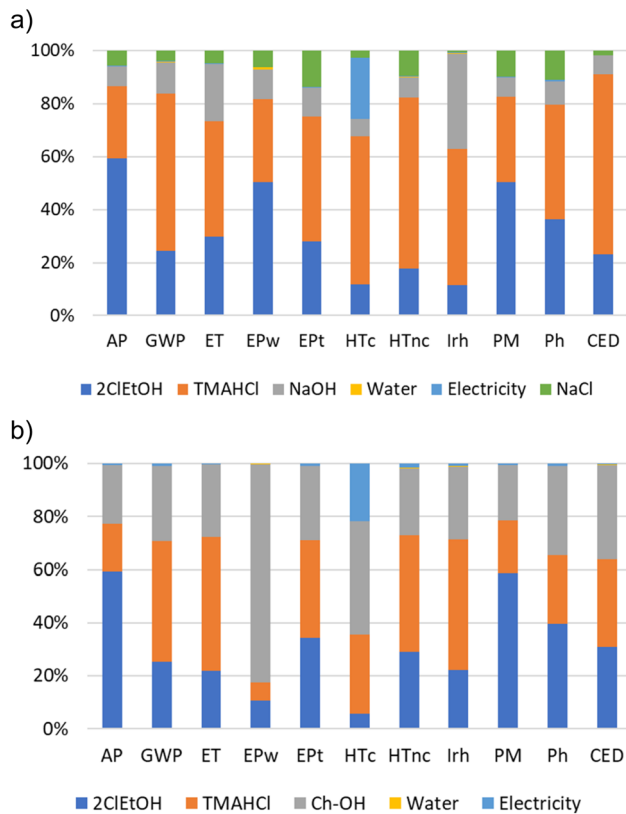 a)
100%
80%
60%
40%
20%
0%
AP GWP ET EPw EPt HTc HTnc Irh PM Ph CED
2ClEtOH TMAHCl NaOH Water Electricity NaCl
b)
100%
80%
60%
40%
20%
0%
AP GWP ET EPw EPt HTc HTnc Irh PM Ph CED
2ClEtOH TMAHCl Ch-OH Water Electricity